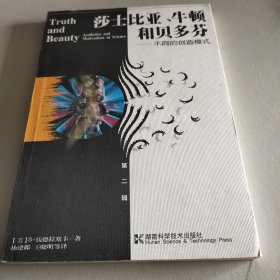 Truth
and
Beauty
Aesthetics and
Motivations in Science
莎士比亚、牛顿
和贝多芬
——不同的创造模式
第二辑
[美] S·钱德拉塞卡／著
杨建邺 王晓明等译
湖南科学技术出版社
Hunan Science & Technology Press